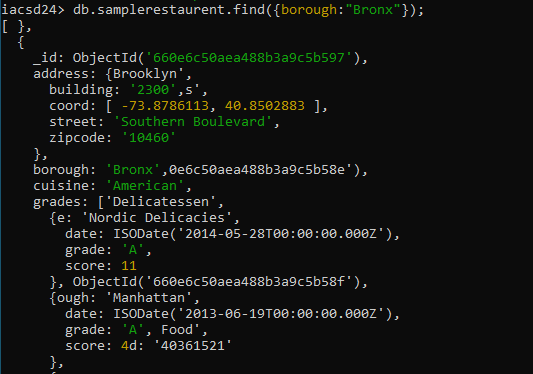 iacsd24> db.samplerestaurent.find({borough:"Bronx"});
[ },
  {
    _id: ObjectId('660e6c50aea488b3a9c5b597'),
    address: {Brooklyn',
      building: '2300',s',
      coord: [ -73.8786113, 40.8502883 ],
      street: 'Southern Boulevard',
      zipcode: '10460'
    },
    borough: 'Bronx',0e6c50aea488b3a9c5b58e'),
    cuisine: 'American',
    grades: ['Delicatessen',
      {e: 'Nordic Delicacies',
        date: ISODate('2014-05-28T00:00:00.000Z'),
        grade: 'A',
        score: 11
      }, ObjectId('660e6c50aea488b3a9c5b58f'),
      {ough: 'Manhattan',
        date: ISODate('2013-06-19T00:00:00.000Z'),
        grade: 'A', Food',
        score: 4d: '40361521'
      },